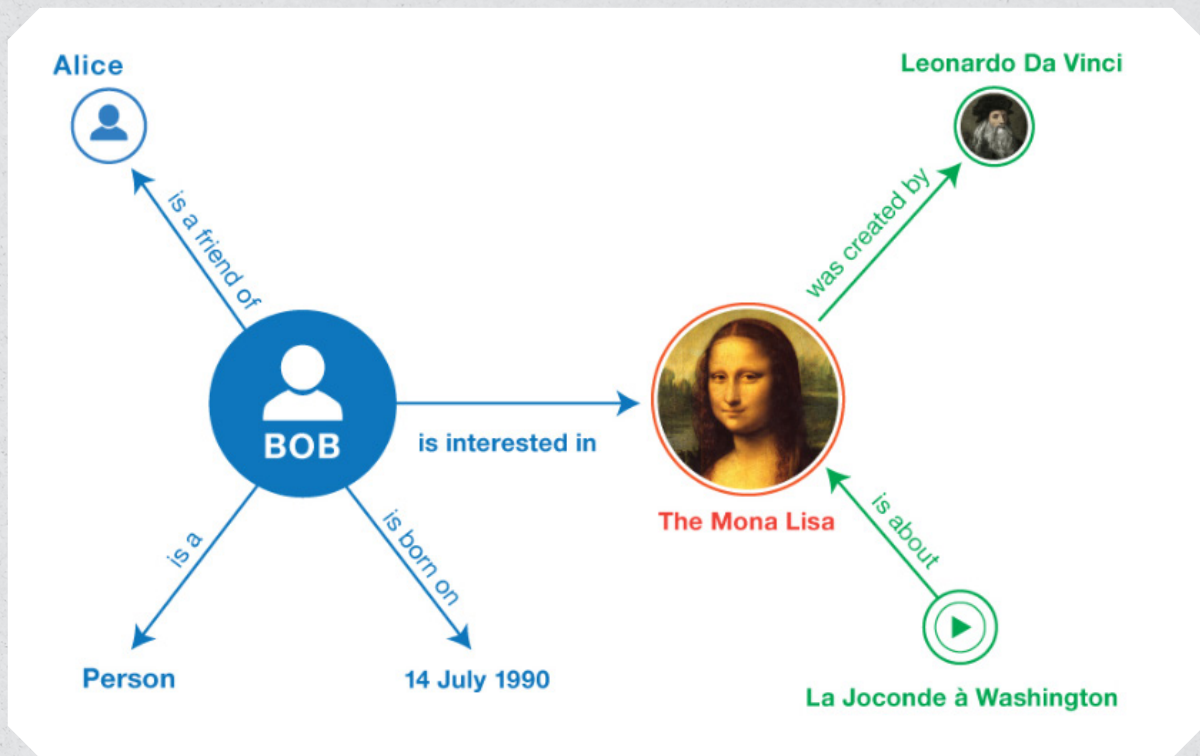 Alice
Leonardo Da Vinci
is a friend of
was created by
BOB
is interested in
The Mona Lisa
is a
is born on
is about
Person
14 July 1990
La Joconde à Washington